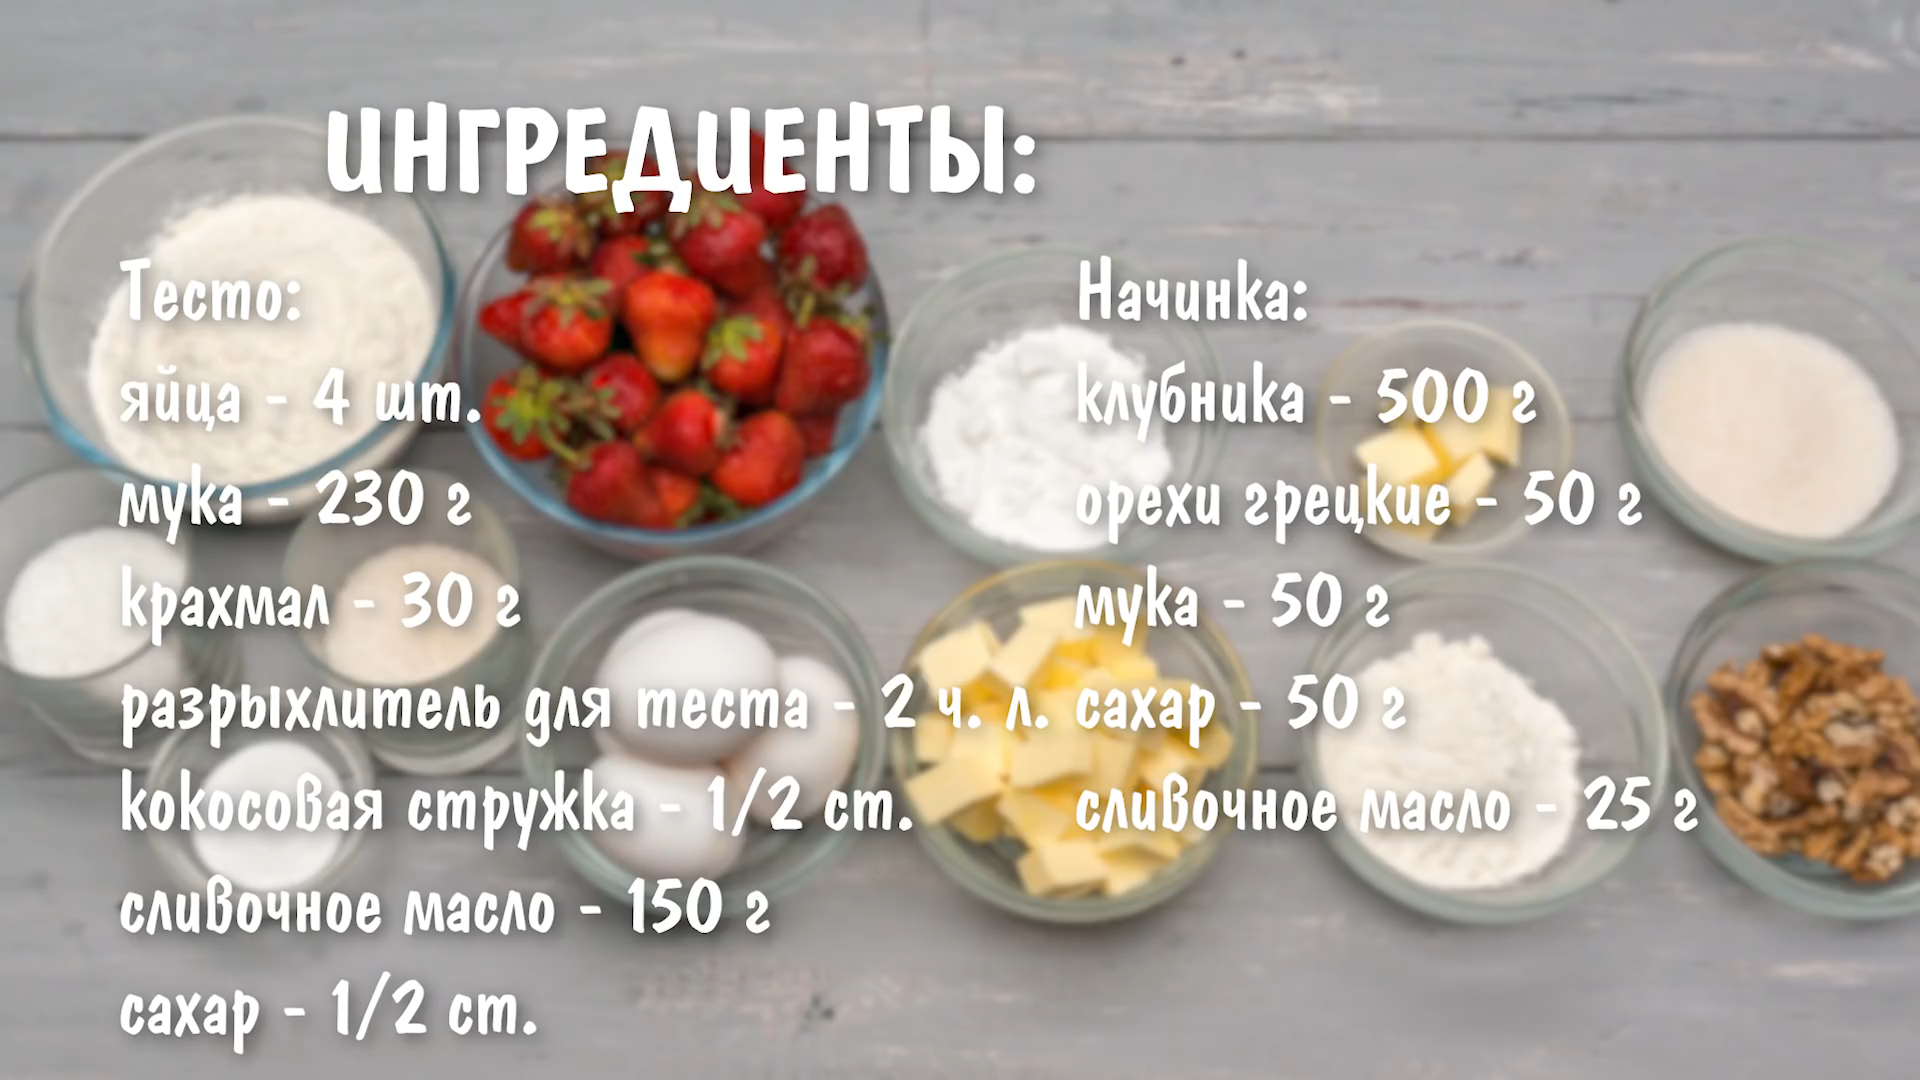 ИНГРЕДИЕНТЫ:
Тесто:
яйца - 4 шт.
мука - 230 г
крахмал - 30 г
разрыхлитель для теста - 2 ч. л.
кокосовая стружка - 1/2 ст.
сливочное масло - 150 г
сахар - 1/2 ст.
Начинка:
клубника - 500 г
орехи грецкие - 50 г
мука - 50 г
сахар - 50 г
сливочное масло - 25 г